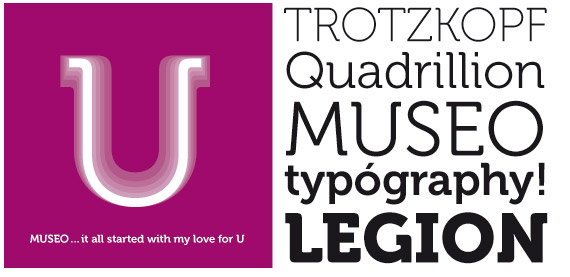 U
MUSEO ... it all started with my love for U
TROTZKOPF
Quadrillion
MUSEO
typógraphy!
LEGION